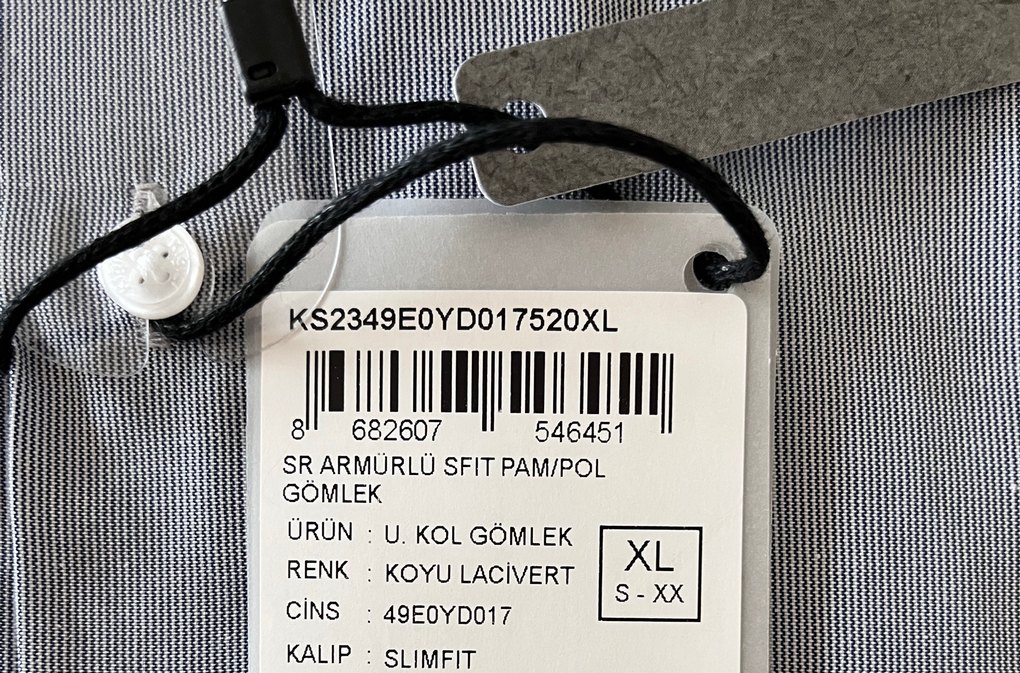 KS2349E0YD017520XL
8 682607 546451
SR ARMÜRLÜ SFIT PAM/POL
GÖMLEK
ÜRÜN : U. KOL GÖMLEK
RENK : KOYU LACİVERT
CİNS : 49E0YD017
KALIP : SLIMFIT
XL
S - XX